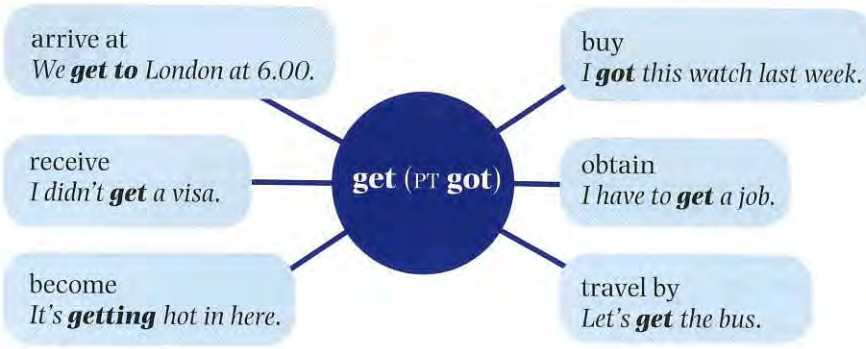 arrive at
We get to London at 6.00.
receive
I didn't get a visa.
become
It's getting hot in here.
get (PT got)
buy
I got this watch last week.
obtain
I have to get a job.
travel by
Let's get the bus.